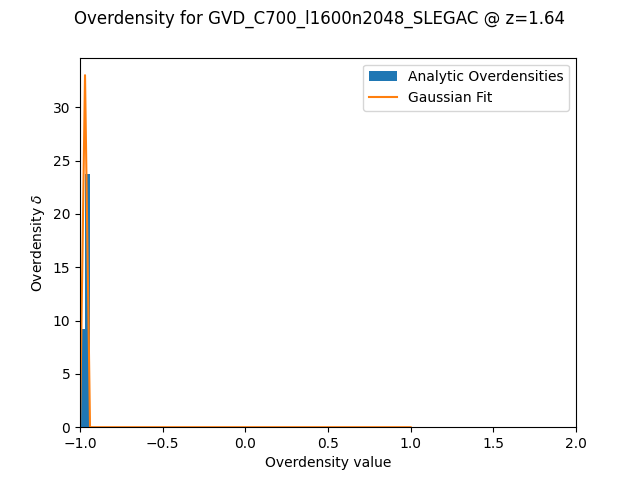 Overdensity for GVD_C700_l1600n2048_SLEGAC @ z=1.64
Analytic Overdensities
Gaussian Fit
Overdensity δ
30
25
20
15
10
5
0
−1.0 −0.5 0.0 0.5 1.0 1.5 2.0
Overdensity value